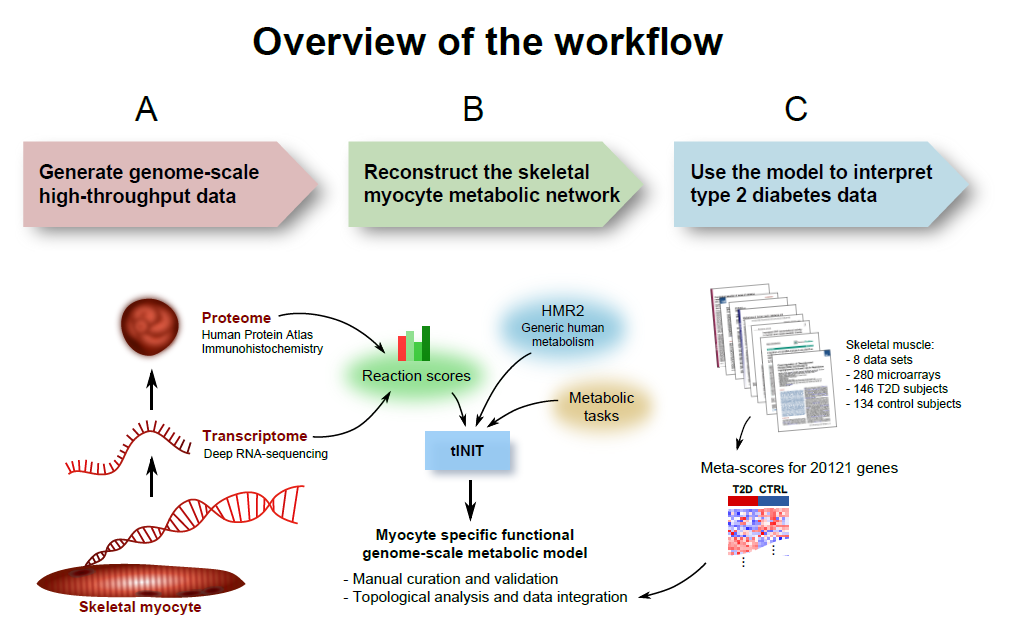 Overview of the workflow
A
B
C
Generate genome-scale
high-throughput data
Reconstruct the skeletal
myocyte metabolic network
Use the model to interpret
type 2 diabetes data
Proteome
Human Protein Atlas
Immunohistochemistry
Transcriptome
Deep RNA-sequencing
Skeletal myocyte
Reaction scores
HMR2
Generic human
metabolism
Metabolic
tasks
tINIT
Myocyte specific functional
genome-scale metabolic model
- Manual curation and validation
- Topological analysis and data integration
Skeletal muscle:
- 8 data sets
- 280 microarrays
- 146 T2D subjects
- 134 control subjects
Meta-scores for 20121 genes
T2D CTRL